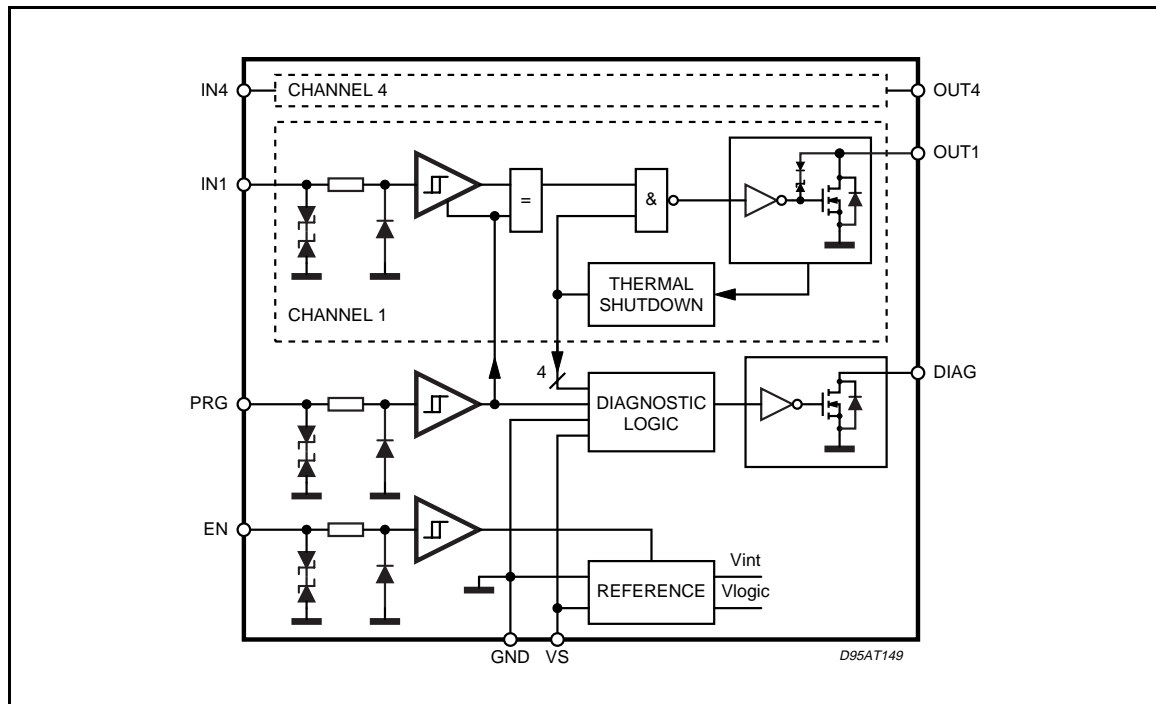 IN4
CHANNEL 4
OUT4
OUT1
IN1
=
&
THERMAL
SHUTDOWN
CHANNEL 1
4
DIAG
PRG
DIAGNOSTIC
LOGIC
EN
Vint
REFERENCE
Vlogic
GND
VS
D95AT149